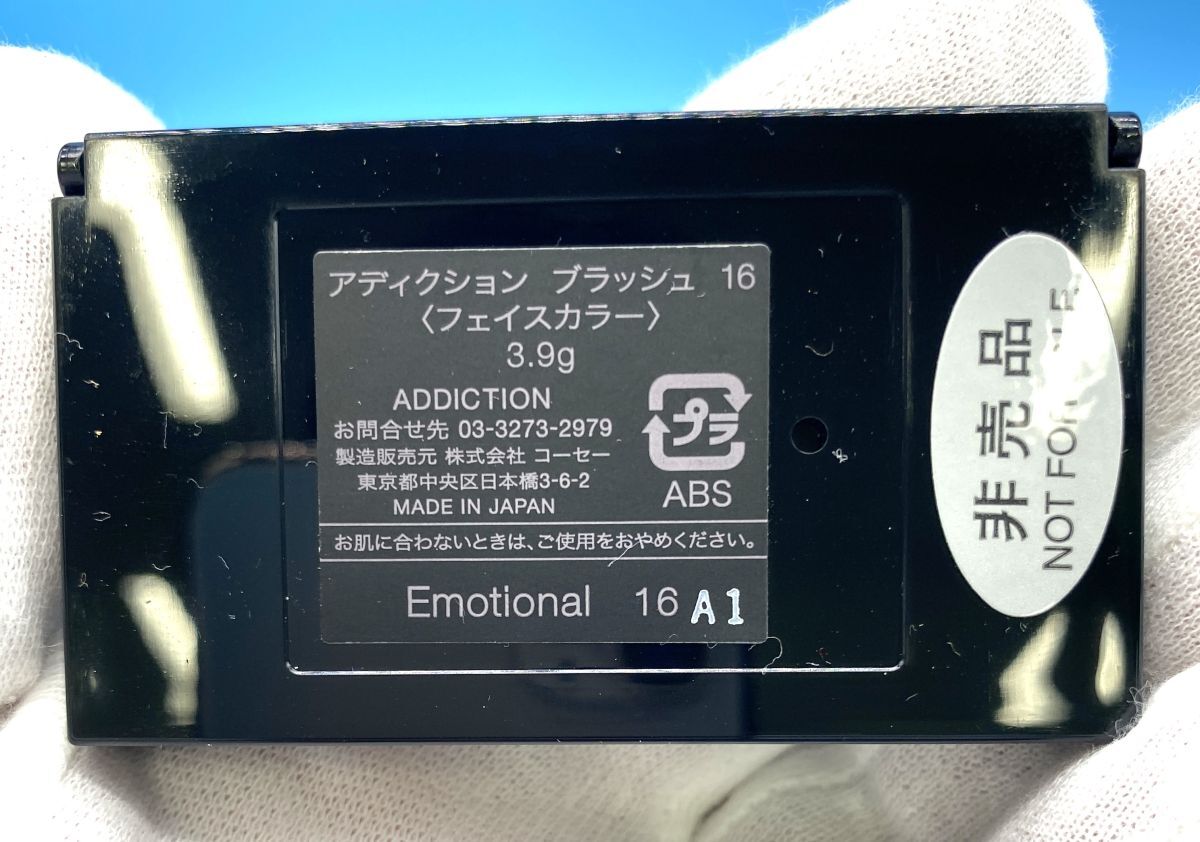 アディクション ブラッシュ 16
〈フェイスカラー〉
3.9g
ADDICTION
お問合せ先 03-3273-2979
製造販売元 株式会社 コーセー
東京都中央区日本橋3-6-2
MADE IN JAPAN
プラ
ABS
お肌に合わないときは、ご使用をおやめください。
Emotional 16 A1
非売品
NOT FOR